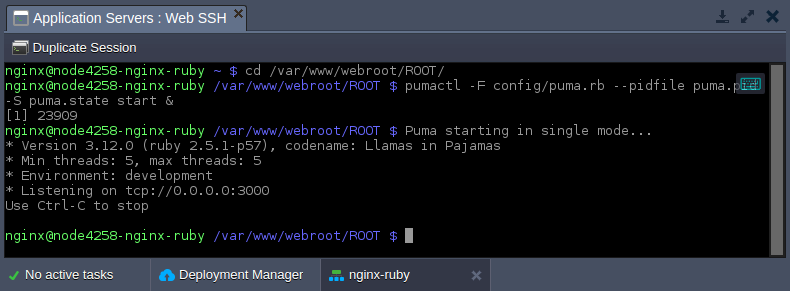 Application Servers : Web SSH
Duplicate Session
nginx@node4258-nginx-ruby ~ $ cd /var/www/webroot/ROOT/
nginx@node4258-nginx-ruby /var/www/webroot/ROOT $ pumactl -F config/puma.rb --pidfile puma.pid
-S puma.state start &
[1] 23909
nginx@node4258-nginx-ruby /var/www/webroot/ROOT $ Puma starting in single mode...
* Version 3.12.0 (ruby 2.5.1-p57), codename: Llamas in Pajamas
* Min threads: 5, max threads: 5
* Environment: development
* Listening on tcp://0.0.0.0:3000
Use Ctrl-C to stop
nginx@node4258-nginx-ruby /var/www/webroot/ROOT $
No active tasks
Deployment Manager
nginx-ruby